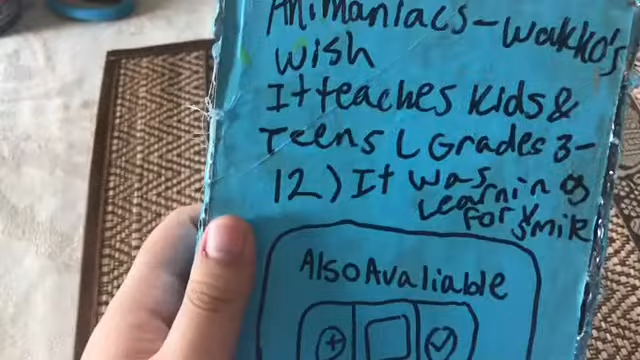 Animaniacs-Wakko's
Wish
It teaches Kids &
Teens (Grades 3-
12) It was
Learning
for
Also Avaliable